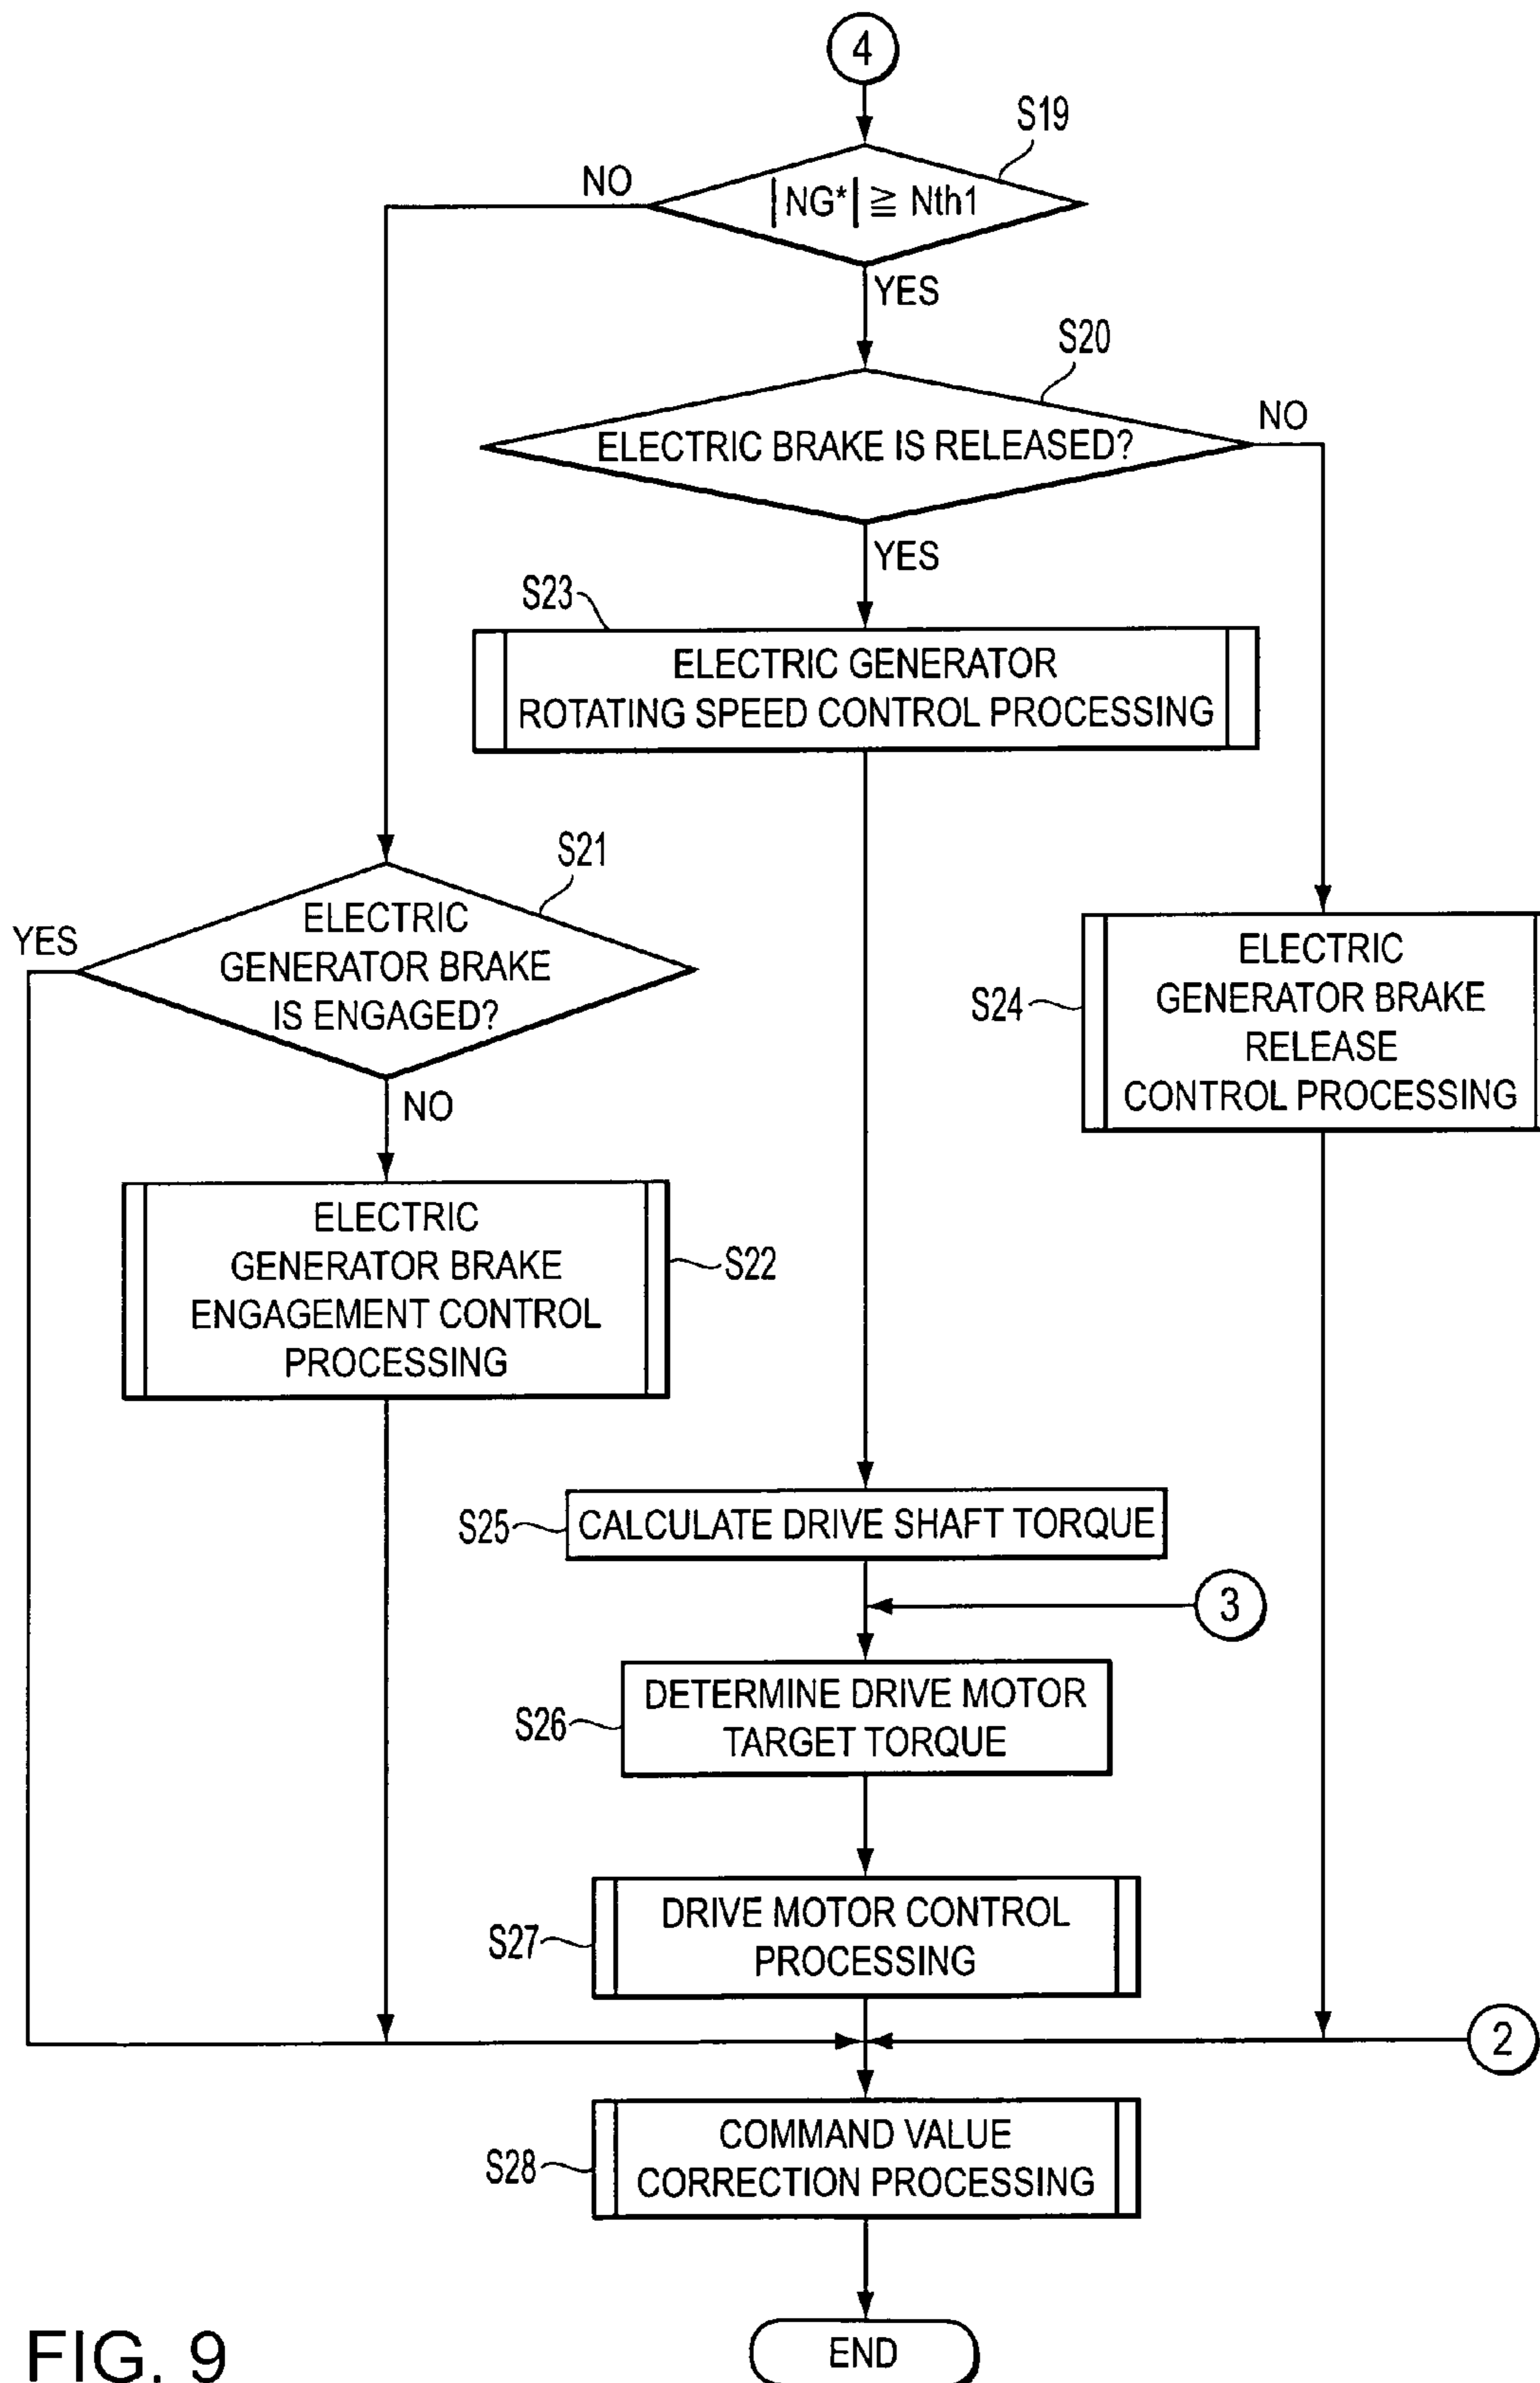 4
S19
NO
|NG*| ≧ Nth1
YES
S20
NO
ELECTRIC BRAKE IS RELEASED?
YES
S23
ELECTRIC GENERATOR
ROTATING SPEED CONTROL PROCESSING
S21
YES
ELECTRIC
GENERATOR BRAKE
IS ENGAGED?
NO
S24
ELECTRIC
GENERATOR BRAKE
RELEASE
CONTROL PROCESSING
ELECTRIC
GENERATOR BRAKE
ENGAGEMENT CONTROL
PROCESSING
S22
S25
CALCULATE DRIVE SHAFT TORQUE
3
S26
DETERMINE DRIVE MOTOR
TARGET TORQUE
S27
DRIVE MOTOR CONTROL
PROCESSING
2
S28
COMMAND VALUE
CORRECTION PROCESSING
END
FIG. 9